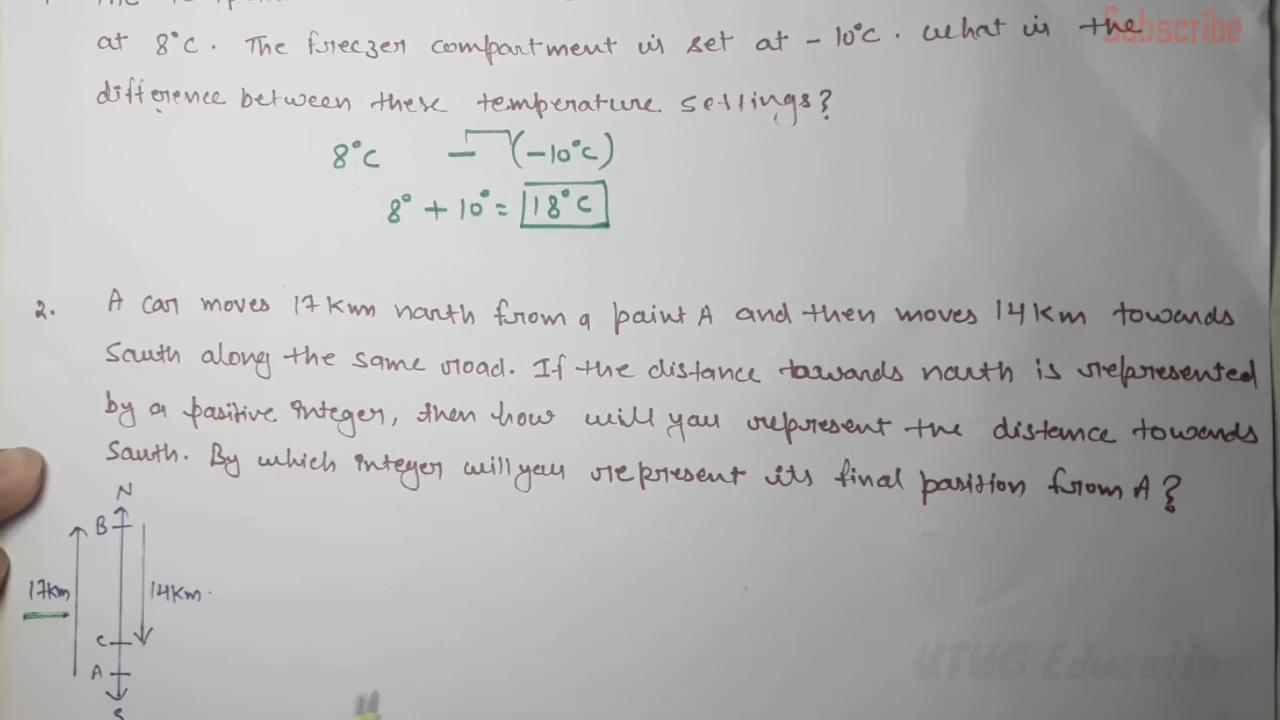 at 8°C. The freezer compartment is set at -10°C. What is the
Subscribe
difference between these temperature settings?
8°C - (-10°C)
8° + 10° = 18°C
2. A car moves 17 Km north from a point A and then moves 14 Km towards
South along the same road. If the distance towards north is represented
by a positive integer, then how will you represent the distance towards
South. By which integer will you represent its final position from A?
N
B
17km
14Km.
C
A
S
UTUG Education